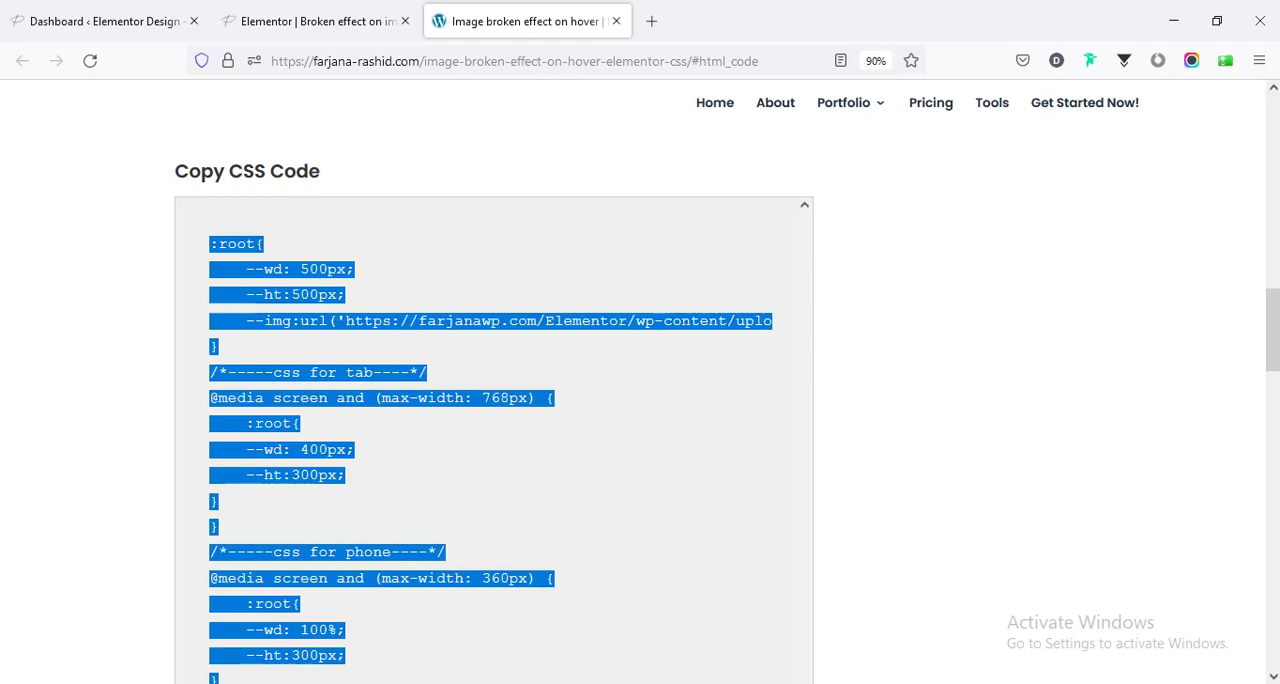 Dashboard ‹ Elementor Design -
Elementor | Broken effect on im
Image broken effect on hover |
https://farjana-rashid.com/image-broken-effect-on-hover-elementor-css/#html_code
90%
Home About Portfolio Pricing Tools Get Started Now!
Copy CSS Code
:root{
--wd: 500px;
--ht:500px;
--img:url('https://farjanawp.com/Elementor/wp-content/uplo
}
/*-----css for tab----*/
@media screen and (max-width: 768px) {
:root{
--wd: 400px;
--ht:300px;
}
}
/*-----css for phone----*/
@media screen and (max-width: 360px) {
:root{
--wd: 100%;
--ht:300px;
}
Activate Windows
Go to Settings to activate Windows.